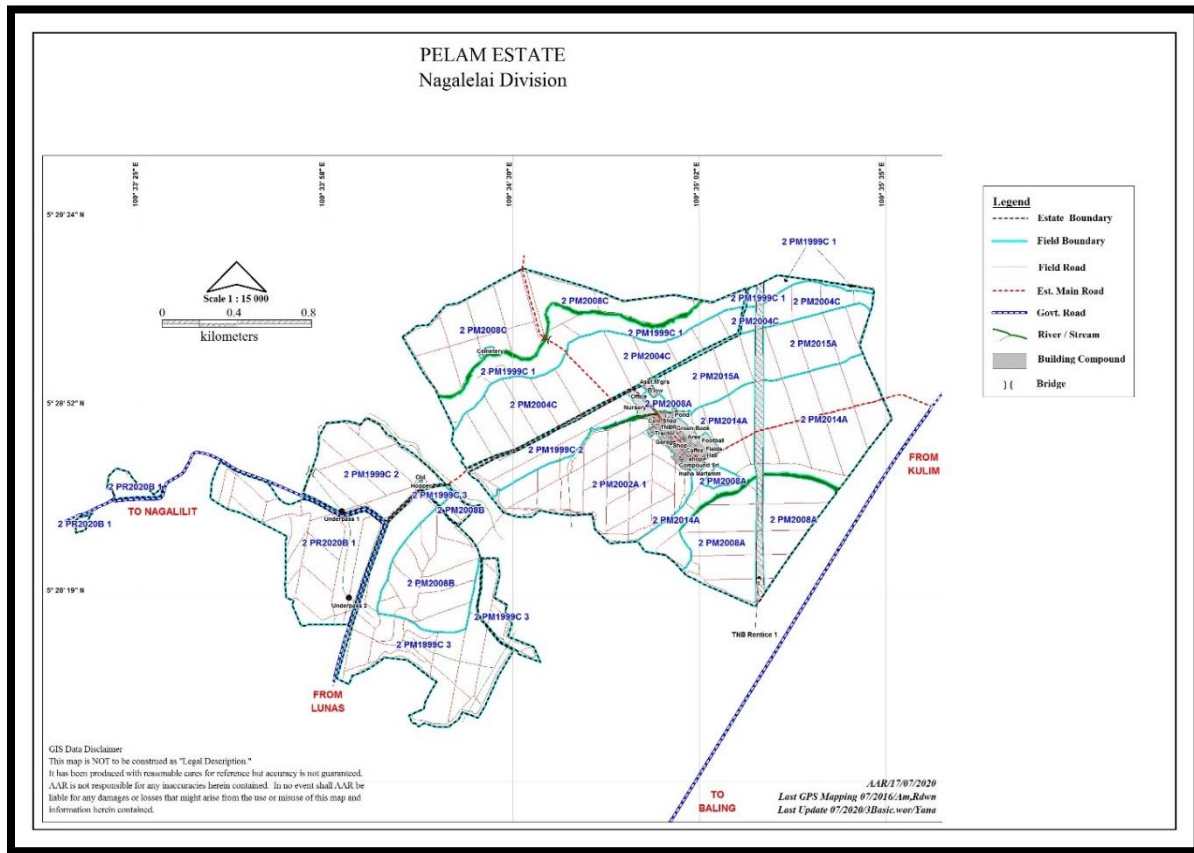 PELAM ESTATE
Nagalelai Division
100° 33' 25" E
100° 33' 58" E
100° 34' 30" E
100° 35' 02" E
100° 35' 35" E
5° 29' 24" N
5° 28' 52" N
5° 28' 19" N
Scale 1 : 15 000
0 0.4 0.8
kilometers
Legend
Estate Boundary
Field Boundary
Field Road
Est. Main Road
Govt. Road
River / Stream
Building Compound
)( Bridge
2 PM1999C 1
2 PM2008C
2 PM1999C 1
2 PM2004C
2 PM2008C
2 PM1999C 1
2 PM2004C
Cemetery
2 PM2004C
2 PM2015A
2 PM1999C 1
2 PM2015A
2 PM2004C
Office
Nursery
2 PM2008A
Pond
2 PM2014A
2 PM2014A
Green Book
Area
Football
Garage
Shop
Coffee
Hall
shop
Compound Sri
2 PM1999C 2
2 PM2002A 1
2 PM2008A
2 PM2014A
2 PM2008A
2 PM2008A
FROM
KULIM
2 PM1999C 2
Old
Hopper
2 PM1999C 3
2 PM2008B
2 PR2020B 1
TO NAGALILIT
2 PR2020B 1
Underpass 1
2 PR2020B 1
2 PM2008B
Underpass 2
2 PM1999C 3
2 PM1999C 3
TNB Rentice 1
FROM
LUNAS
TO
BALING
GIS Data Disclaimer
This map is NOT to be construed as "Legal Description."
It has been produced with reasonable cares for reference but accuracy is not guaranteed.
AAR is not responsible for any inaccuracies herein contained. In no event shall AAR be
liable for any damages or losses that might arise from the use or misuse of this map and
information herein contained.
AAR/17/07/2020
Last GPS Mapping 07/2016/Am,Rdwn
Last Update 07/2020/3Basic.wor/Yana